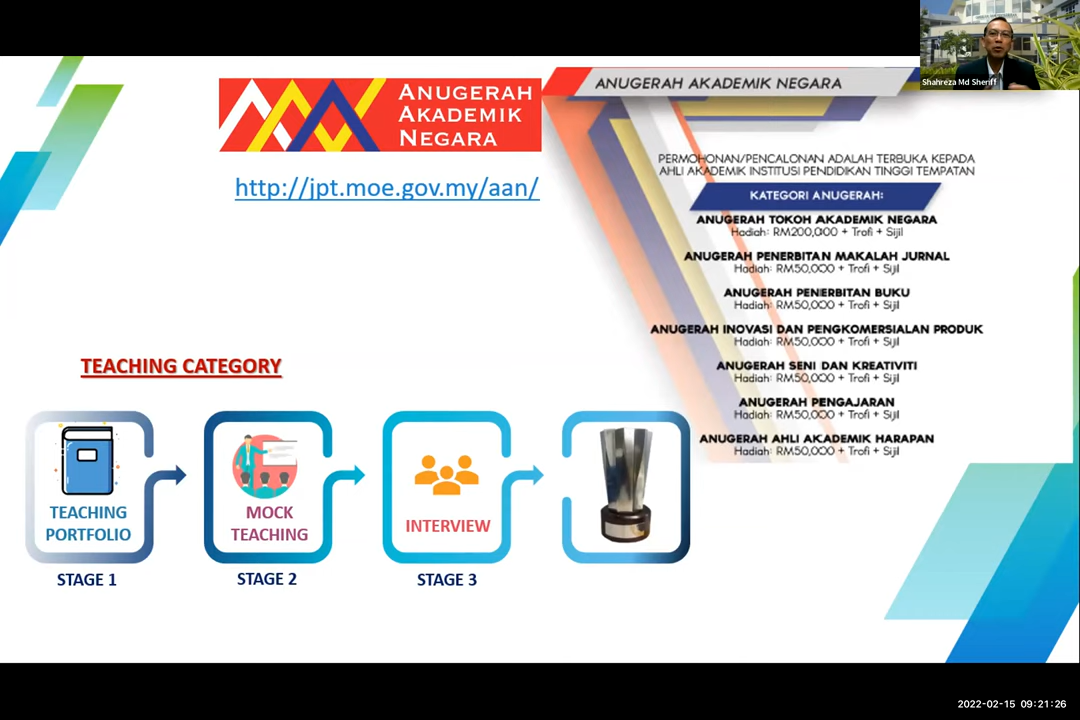 Shahreza Md Sheriff
ANUGERAH
AKADEMIK
NEGARA
http://jpt.moe.gov.my/aan/
ANUGERAH AKADEMIK NEGARA
PERMOHONAN/PENCALONAN ADALAH TERBUKA KEPADA
AHLI AKADEMIK INSTITUSI PENDIDIKAN TINGGI TEMPATAN
KATEGORI ANUGERAH:
ANUGERAH TOKOH AKADEMIK NEGARA
Hadiah: RM200,000 + Trofi + Sijil
ANUGERAH PENERBITAN MAKALAH JURNAL
Hadiah: RM50,000 + Trofi + Sijil
ANUGERAH PENERBITAN BUKU
Hadiah: RM50,000 + Trofi + Sijil
ANUGERAH INOVASI DAN PENGKOMERSIALAN PRODUK
Hadiah: RM50,000 + Trofi + Sijil
ANUGERAH SENI DAN KREATIVITI
Hadiah: RM50,000 + Trofi + Sijil
ANUGERAH PENGAJARAN
Hadiah: RM50,000 + Trofi + Sijil
ANUGERAH AHLI AKADEMIK HARAPAN
Hadiah: RM50,000 + Trofi + Sijil
TEACHING CATEGORY
TEACHING
PORTFOLIO
STAGE 1
MOCK
TEACHING
STAGE 2
INTERVIEW
STAGE 3
2022-02-15 09:21:26